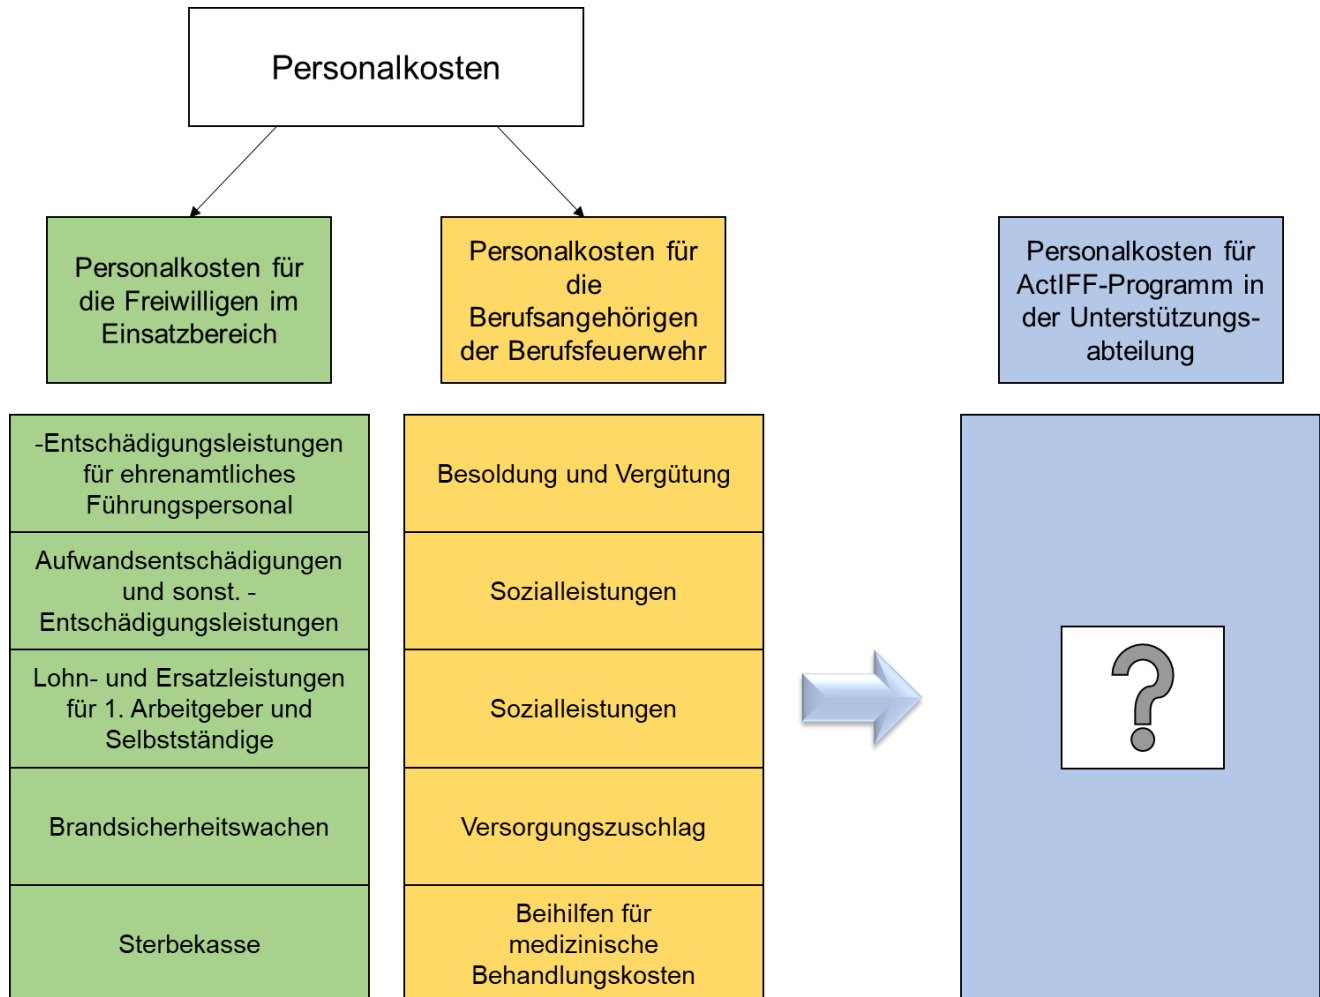 Personalkosten
Personalkosten für
die Freiwilligen im
Einsatzbereich
Personalkosten für
die
Berufsangehörigen
der Berufsfeuerwehr
Personalkosten für
ActIFF-Programm in
der Unterstützungs-
abteilung
-Entschädigungsleistungen
für ehrenamtliches
Führungspersonal
Aufwandsentschädigungen
und sonst. -
Entschädigungsleistungen
Lohn- und Ersatzleistungen
für 1. Arbeitgeber und
Selbstständige
Brandsicherheitswachen
Sterbekasse
Besoldung und Vergütung
Sozialleistungen
Sozialleistungen
Versorgungszuschlag
Beihilfen für
medizinische
Behandlungskosten
?